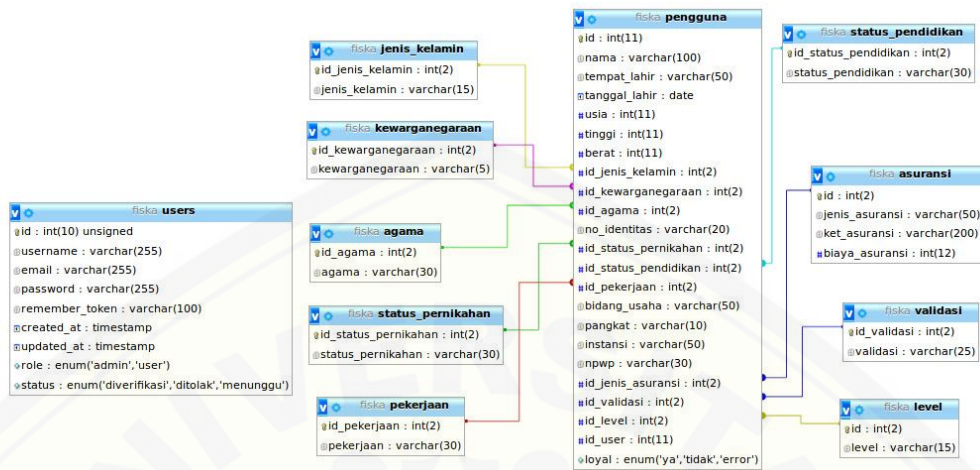 fiska jenis_kelamin
id_jenis_kelamin : int(2)
jenis_kelamin : varchar(15)
fiska kewarganegaraan
id_kewarganegaraan : int(2)
kewarganegaraan : varchar(5)
fiska users
id : int(10) unsigned
username : varchar(255)
email : varchar(255)
password : varchar(255)
remember_token : varchar(100)
created_at : timestamp
updated_at : timestamp
role : enum('admin','user')
status : enum('diverifikasi','ditolak','menunggu')
fiska agama
id_agama : int(2)
agama : varchar(30)
fiska status_pernikahan
id_status_pernikahan : int(2)
status_pernikahan : varchar(30)
fiska pekerjaan
id_pekerjaan : int(2)
pekerjaan : varchar(30)
fiska pengguna
id : int(11)
nama : varchar(100)
tempat_lahir : varchar(50)
tanggal_lahir : date
usia : int(11)
tinggi : int(11)
berat : int(11)
id_jenis_kelamin : int(2)
id_kewarganegaraan : int(2)
id_agama : int(2)
no_identitas : varchar(20)
id_status_pernikahan : int(2)
id_status_pendidikan : int(2)
id_pekerjaan : int(2)
bidang_usaha : varchar(50)
pangkat : varchar(10)
instansi : varchar(50)
npwp : varchar(30)
id_jenis_asuransi : int(2)
id_validasi : int(2)
id_level : int(2)
id_user : int(11)
loyal : enum('ya','tidak','error')
fiska status_pendidikan
id_status_pendidikan : int(2)
status_pendidikan : varchar(30)
fiska asuransi
id : int(2)
jenis_asuransi : varchar(50)
ket_asuransi : varchar(200)
biaya_asuransi : int(12)
fiska validasi
id_validasi : int(2)
validasi : varchar(25)
fiska level
id : int(2)
level : varchar(15)